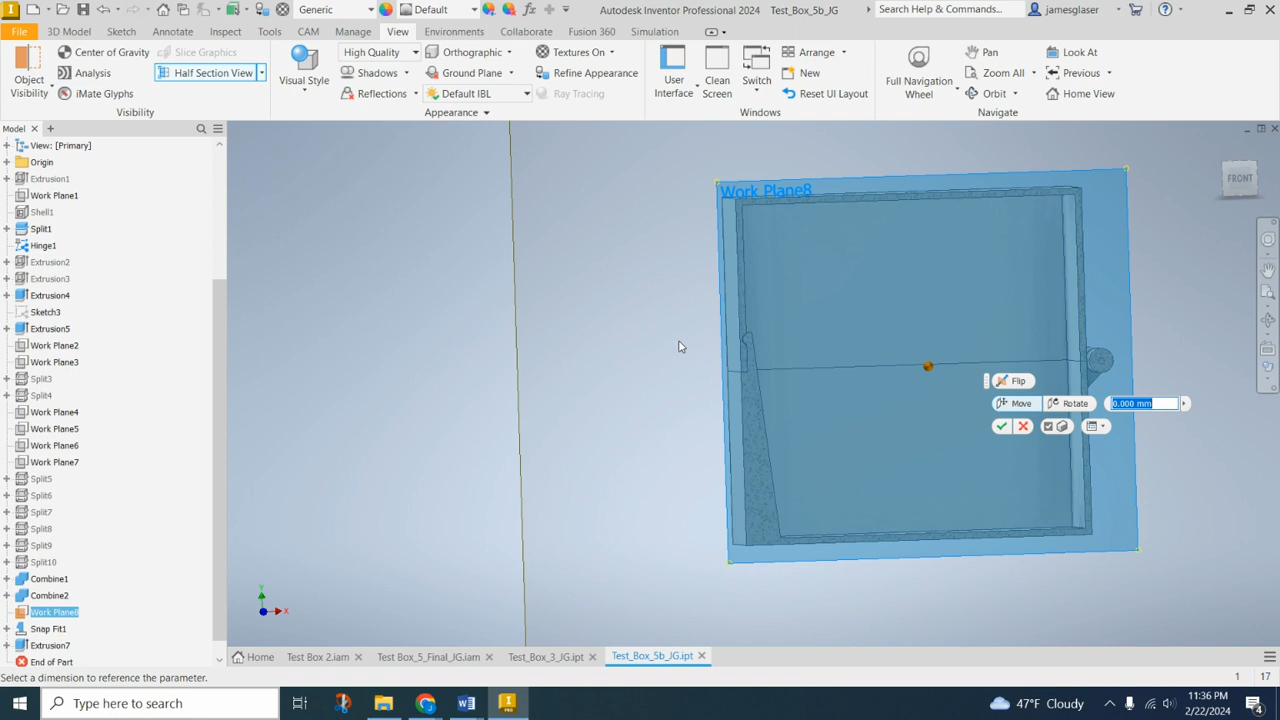 Generic
Default
fx
Autodesk Inventor Professional 2024 Test_Box_5b_JG
Search Help & Commands...
jamesglaser
PRO
File 3D Model Sketch Annotate Inspect Tools CAM Manage View Environments Collaborate Fusion 360 Simulation
Object Visibility
Center of Gravity
Slice Graphics
Analysis
Half Section View
iMate Glyphs
Visibility
Visual Style
High Quality
Shadows
Reflections
Orthographic
Ground Plane
Default IBL
Textures On
Refine Appearance
Ray Tracing
Appearance
User Interface
Clean Screen
Switch
Arrange
New
Reset UI Layout
Windows
Full Navigation Wheel
Pan
Zoom All
Orbit
Look At
Previous
Home View
Navigate
Model
View: [Primary]
Origin
Extrusion1
Work Plane1
Shell1
Split1
Hinge1
Extrusion2
Extrusion3
Extrusion4
Sketch3
Extrusion5
Work Plane2
Work Plane3
Split3
Split4
Work Plane4
Work Plane5
Work Plane6
Work Plane7
Split5
Split6
Split7
Split8
Split9
Split10
Combine1
Combine2
Work Plane8
Snap Fit1
Extrusion7
End of Part
Work Plane8
FRONT
Flip
Move Rotate 0.000 mm
Y
X
Home Test Box 2.iam Test_Box_5_Final_JG.iam Test_Box_3_JG.ipt Test_Box_5b_JG.ipt
Select a dimension to reference the parameter.
1 17
Type here to search
47°F Cloudy
11:36 PM
2/22/2024
4